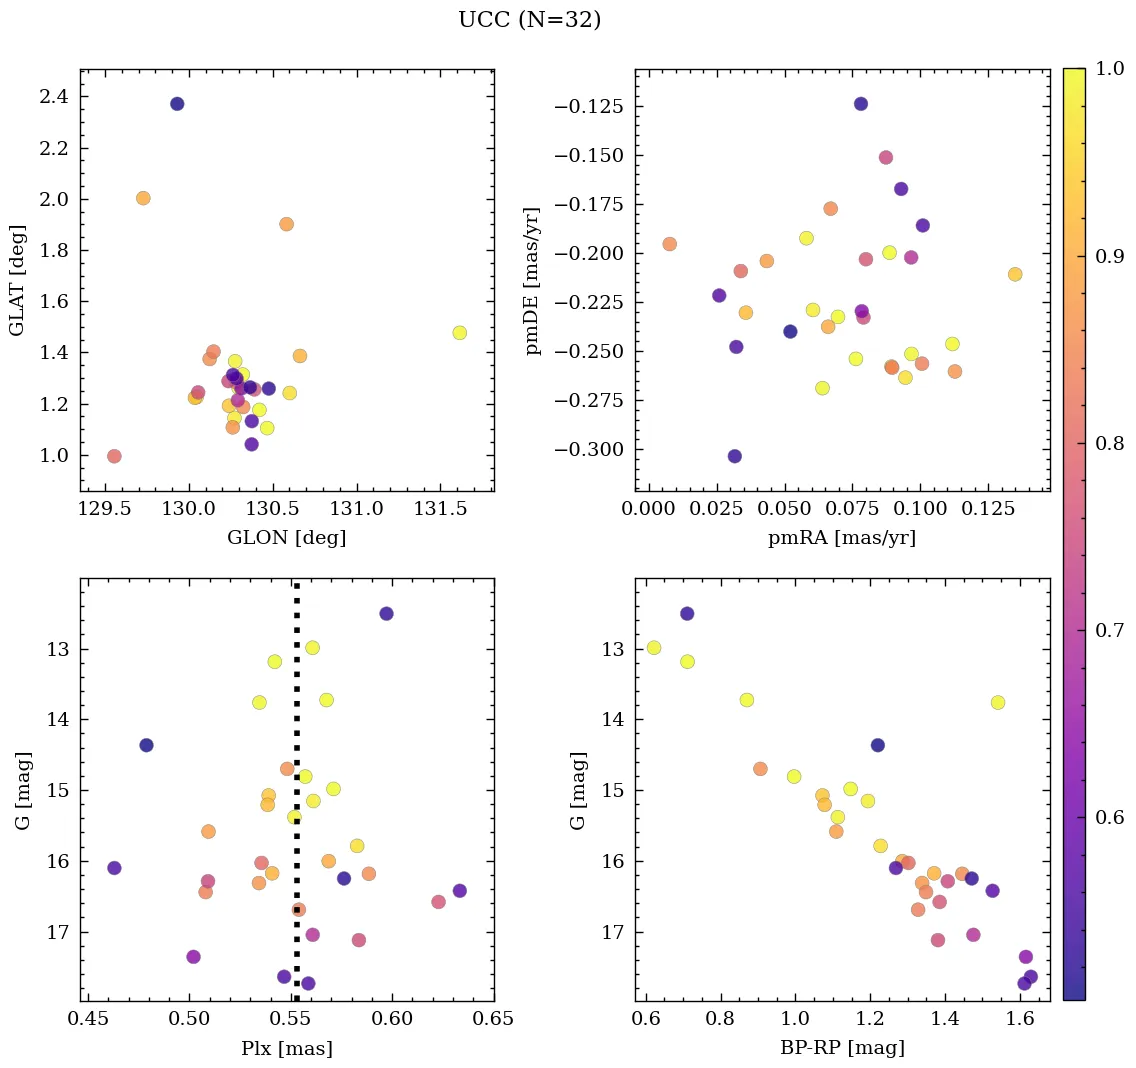 UCC (N=32)
2.4
2.2
2.0
1.8
1.6
1.4
1.2
1.0
GLAT [deg]
129.5 130.0 130.5 131.0 131.5
GLON [deg]
−0.125
−0.150
−0.175
−0.200
−0.225
−0.250
−0.275
−0.300
pmDE [mas/yr]
0.000 0.025 0.050 0.075 0.100 0.125
pmRA [mas/yr]
1.0
0.9
0.8
0.7
0.6
13
14
15
16
17
G [mag]
0.45 0.50 0.55 0.60 0.65
Plx [mas]
13
14
15
16
17
G [mag]
0.6 0.8 1.0 1.2 1.4 1.6
BP-RP [mag]